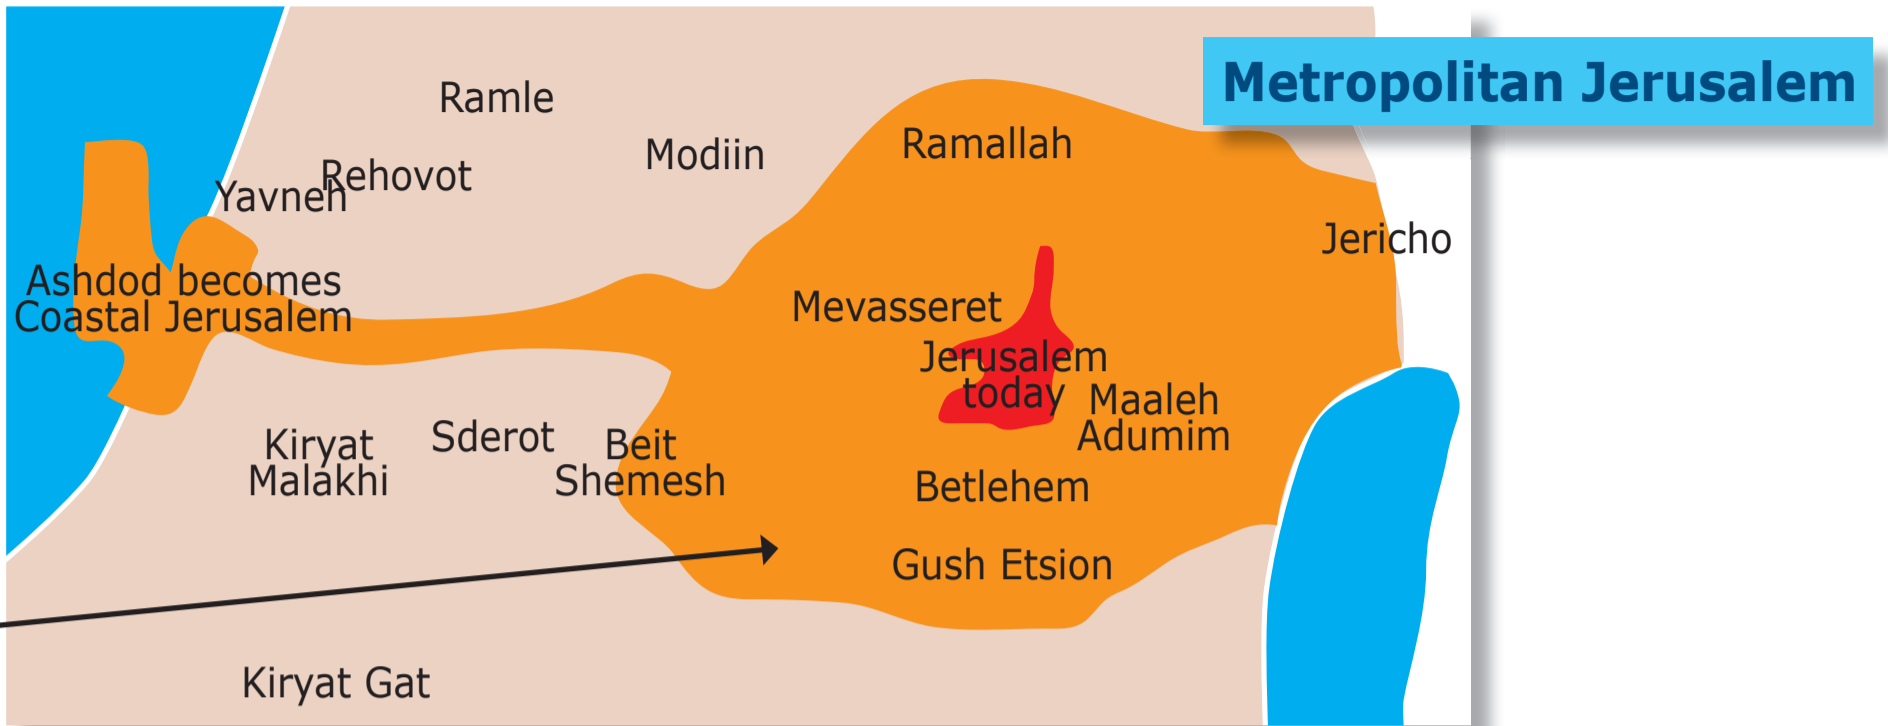 Metropolitan Jerusalem
Ramle
Modiin
Ramallah
Rehovot
Yavneh
Jericho
Ashdod becomes
Coastal Jerusalem
Mevasseret
Jerusalem
today
Maaleh
Adumim
Kiryat
Malakhi
Sderot
Beit
Shemesh
Betlehem
Gush Etsion
Kiryat Gat